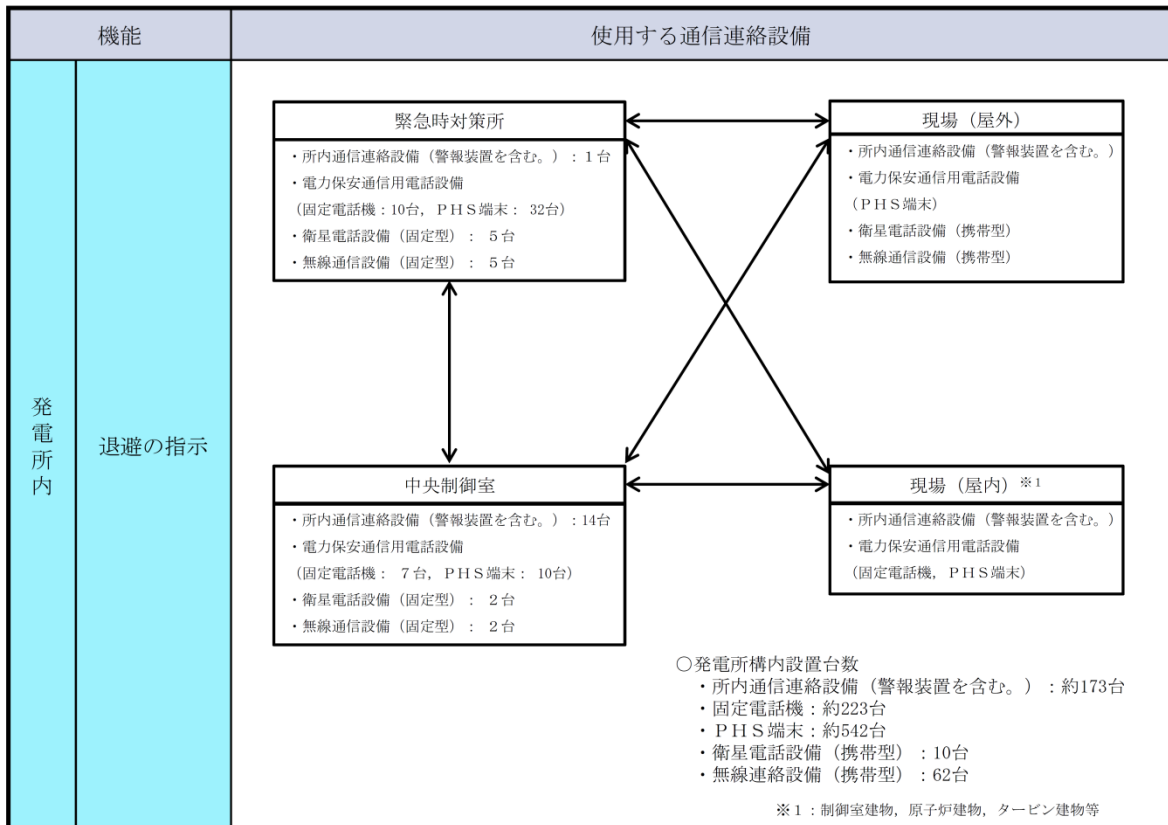 機能
使用する通信連絡設備
発電所内
退避の指示
緊急時対策所
・所内通信連絡設備（警報装置を含む。）：１台
・電力保安通信用電話設備
（固定電話機：10台，ＰＨＳ端末： 32台）
・衛星電話設備（固定型）： ５台
・無線通信設備（固定型）： ５台
現場（屋外）
・所内通信連絡設備（警報装置を含む。）
・電力保安通信用電話設備
（ＰＨＳ端末）
・衛星電話設備（携帯型）
・無線通信設備（携帯型）
中央制御室
・所内通信連絡設備（警報装置を含む。）：14台
・電力保安通信用電話設備
（固定電話機： ７台，ＰＨＳ端末： 10台）
・衛星電話設備（固定型）： ２台
・無線通信設備（固定型）： ２台
現場（屋内）※１
・所内通信連絡設備（警報装置を含む。）
・電力保安通信用電話設備
（固定電話機，ＰＨＳ端末）
○発電所構内設置台数
・所内通信連絡設備（警報装置を含む。）：約173台
・固定電話機：約223台
・ＰＨＳ端末：約542台
・衛星電話設備（携帯型）：10台
・無線連絡設備（携帯型）：62台
※１：制御室建物，原子炉建物，タービン建物等